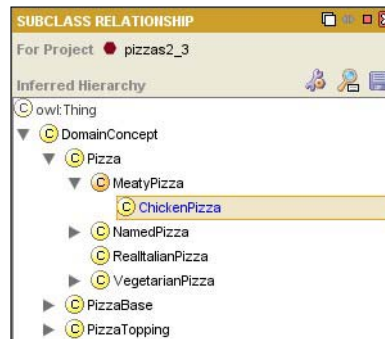 SUBCLASS RELATIONSHIP
For Project pizzas2_3
Inferred Hierarchy
C owl:Thing
C DomainConcept
C Pizza
C MeatyPizza
C ChickenPizza
C NamedPizza
C RealItalianPizza
C VegetarianPizza
C PizzaBase
C PizzaTopping